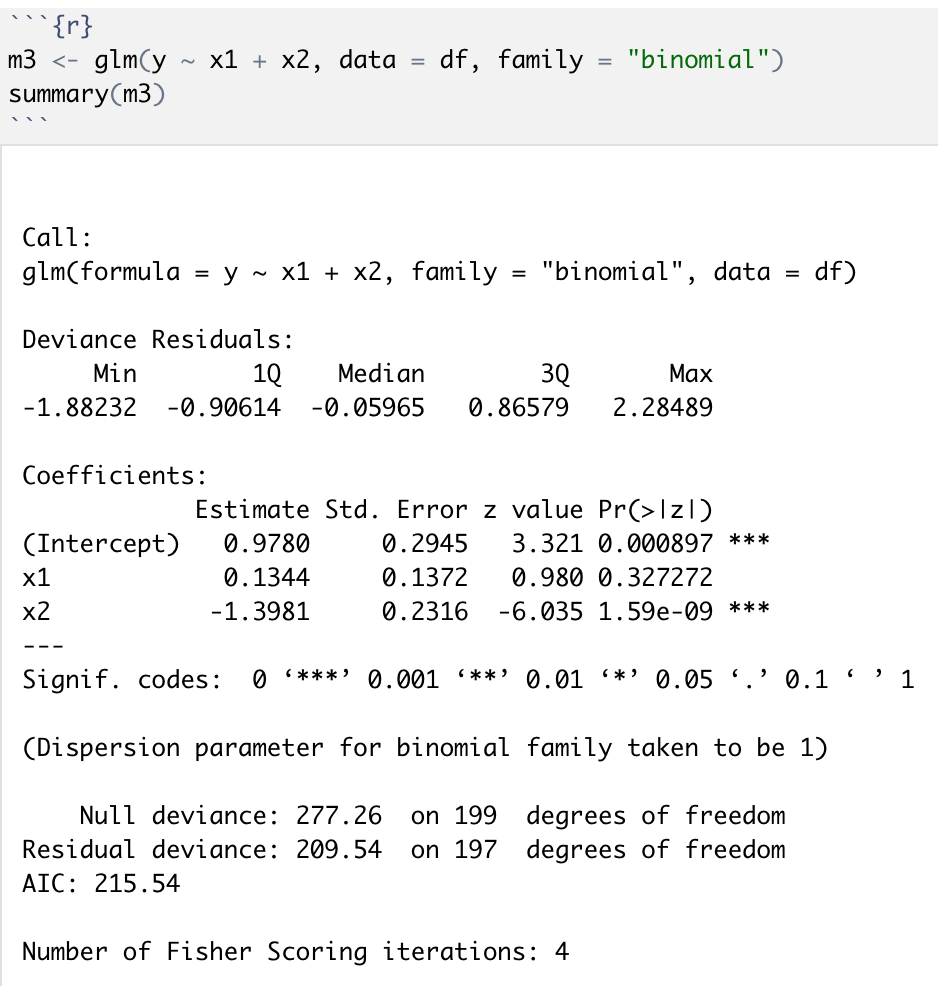 ```{r}
m3 <- glm(y ~ x1 + x2, data = df, family = "binomial")
summary(m3)
```
Call:
glm(formula = y ~ x1 + x2, family = "binomial", data = df)
Deviance Residuals:
     Min        1Q    Median        3Q       Max
-1.88232  -0.90614  -0.05965   0.86579   2.28489
Coefficients:
            Estimate Std. Error z value Pr(>|z|)
(Intercept)   0.9780     0.2945   3.321 0.000897 ***
x1            0.1344     0.1372   0.980 0.327272
x2           -1.3981     0.2316  -6.035 1.59e-09 ***
---
Signif. codes:  0 ‘***’ 0.001 ‘**’ 0.01 ‘*’ 0.05 ‘.’ 0.1 ‘ ’ 1
(Dispersion parameter for binomial family taken to be 1)
    Null deviance: 277.26  on 199  degrees of freedom
Residual deviance: 209.54  on 197  degrees of freedom
AIC: 215.54
Number of Fisher Scoring iterations: 4